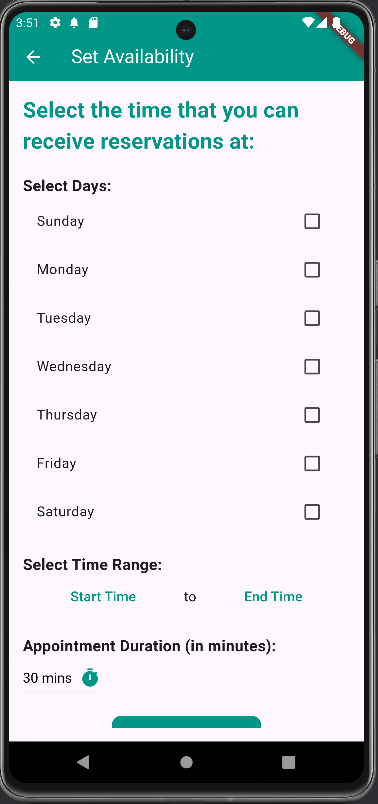 3:51
DEBUG
Set Availability
Select the time that you can
receive reservations at:
Select Days:
Sunday
Monday
Tuesday
Wednesday
Thursday
Friday
Saturday
Select Time Range:
Start Time to End Time
Appointment Duration (in minutes):
30 mins